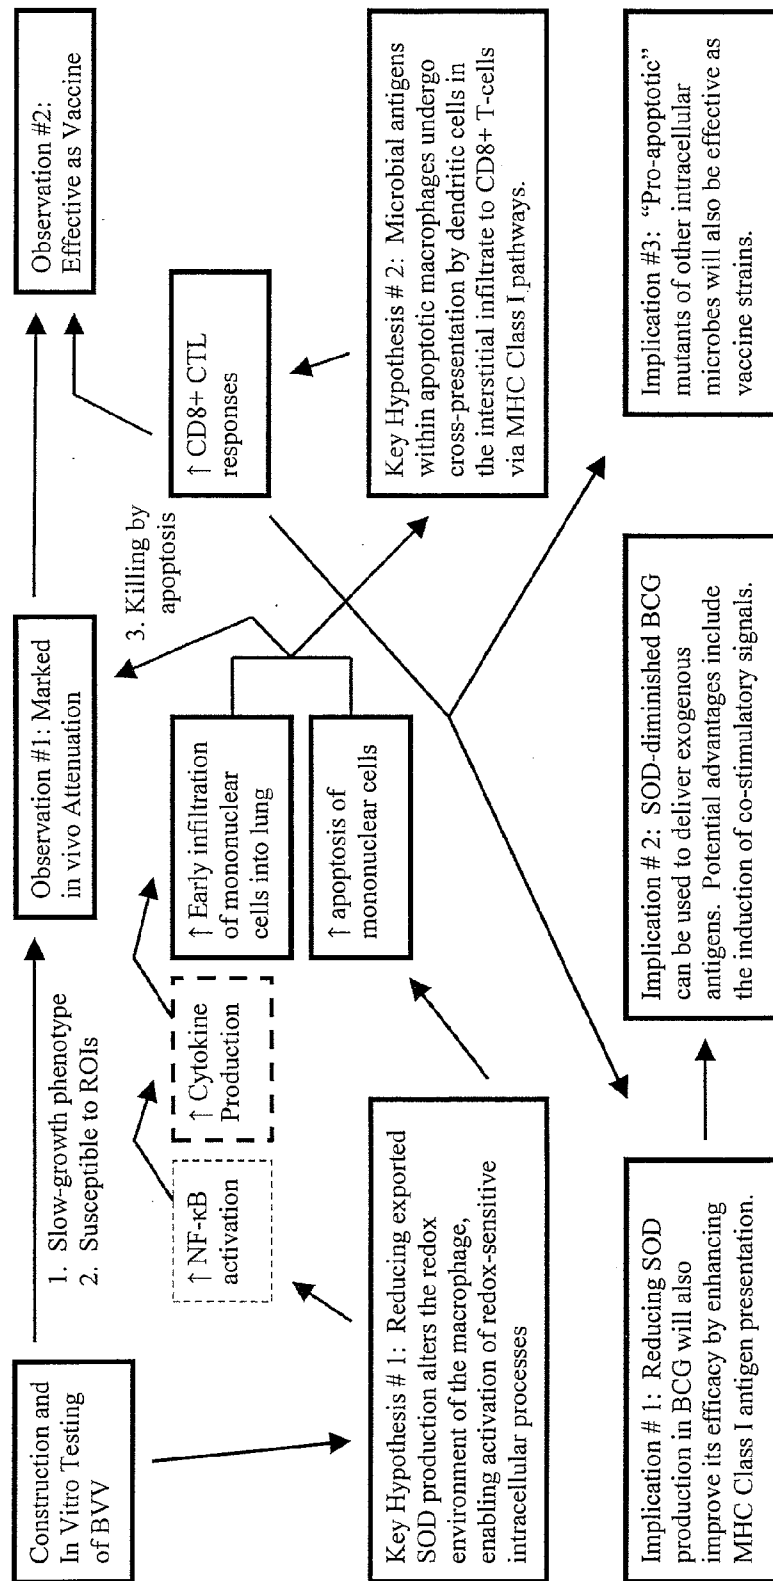 Construction and
In Vitro Testing
of BVV
1. Slow-growth phenotype
2. Susceptible to ROIs
Observation #1: Marked
in vivo Attenuation
Observation #2:
Effective as Vaccine
3. Killing by
apoptosis
↑ NF-κB
activation
↑ Cytokine
Production
↑ Early infiltration
of mononuclear
cells into lung
↑ apoptosis of
mononuclear cells
↑ CD8+ CTL
responses
Key Hypothesis # 1: Reducing exported
SOD production alters the redox
environment of the macrophage,
enabling activation of redox-sensitive
intracellular processes
Key Hypothesis # 2: Microbial antigens
within apoptotic macrophages undergo
cross-presentation by dendritic cells in
the interstitial infiltrate to CD8+ T-cells
via MHC Class I pathways.
Implication # 1: Reducing SOD
production in BCG will also
improve its efficacy by enhancing
MHC Class I antigen presentation.
Implication # 2: SOD-diminished BCG
can be used to deliver exogenous
antigens. Potential advantages include
the induction of co-stimulatory signals.
Implication #3: “Pro-apoptotic”
mutants of other intracellular
microbes will also be effective as
vaccine strains.